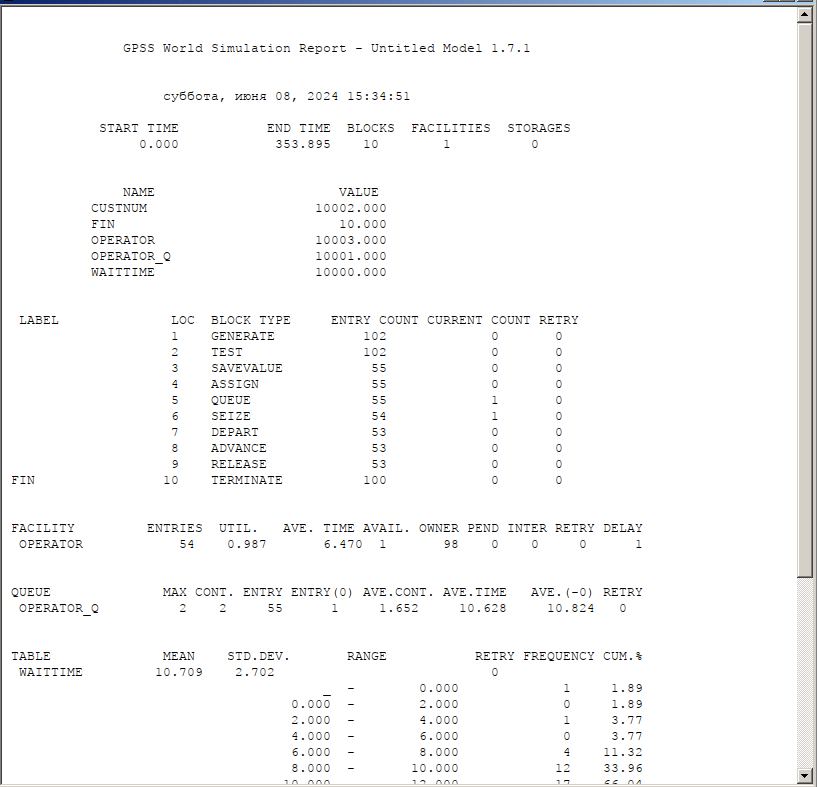 GPSS World Simulation Report - Untitled Model 1.7.1
суббота, июня 08, 2024 15:34:51
START TIME END TIME BLOCKS FACILITIES STORAGES
0.000 353.895 10 1 0
NAME VALUE
CUSTNUM 10002.000
FIN 10.000
OPERATOR 10003.000
OPERATOR_Q 10001.000
WAITTIME 10000.000
LABEL LOC BLOCK TYPE ENTRY COUNT CURRENT COUNT RETRY
1 GENERATE 102 0 0
2 TEST 102 0 0
3 SAVEVALUE 55 0 0
4 ASSIGN 55 0 0
5 QUEUE 55 1 0
6 SEIZE 54 1 0
7 DEPART 53 0 0
8 ADVANCE 53 0 0
9 RELEASE 53 0 0
FIN 10 TERMINATE 100 0 0
FACILITY ENTRIES UTIL. AVE. TIME AVAIL. OWNER PEND INTER RETRY DELAY
OPERATOR 54 0.987 6.470 1 98 0 0 0 1
QUEUE MAX CONT. ENTRY ENTRY(0) AVE.CONT. AVE.TIME AVE.(-0) RETRY
OPERATOR_Q 2 2 55 1 1.652 10.628 10.824 0
TABLE MEAN STD.DEV. RANGE RETRY FREQUENCY CUM.%
WAITTIME 10.709 2.702 0
_ - 0.000 1 1.89
0.000 - 2.000 0 1.89
2.000 - 4.000 1 3.77
4.000 - 6.000 0 3.77
6.000 - 8.000 4 11.32
8.000 - 10.000 12 33.96
10.000 - 12.000 17 66.04